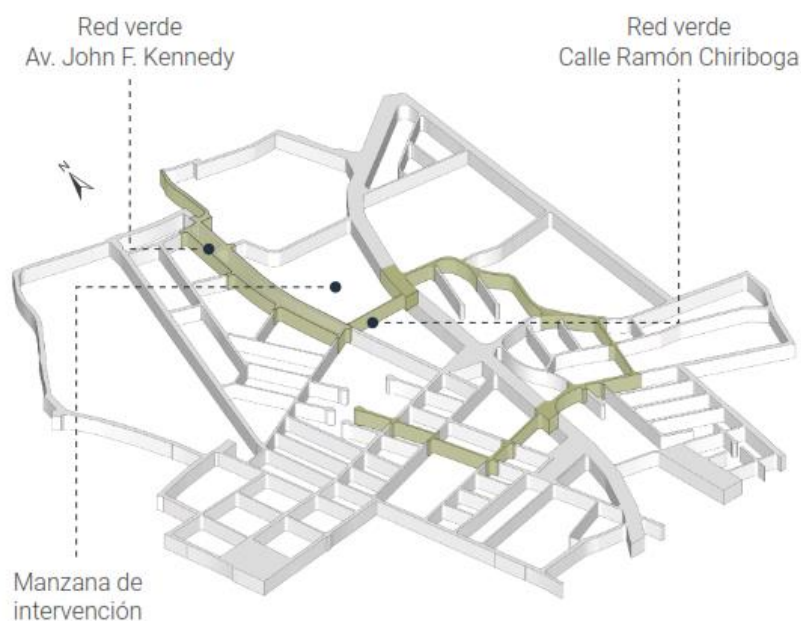 Red verde
Av. John F. Kennedy
Red verde
Calle Ramón Chiriboga
N
Manzana de
intervención